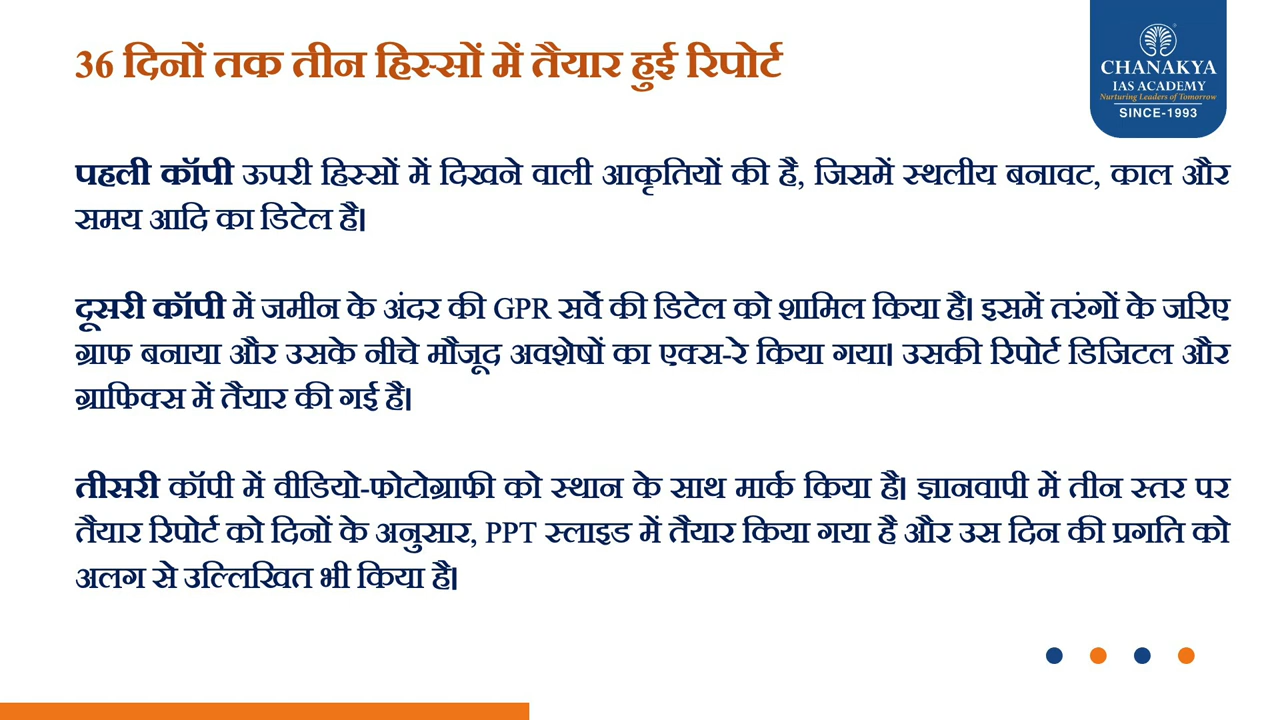 36 दिनों तक तीन हिस्सों में तैयार हुई रिपोर्ट
CHANAKYA
IAS ACADEMY
Nurturing Leaders of Tomorrow
SINCE-1993
पहली कॉपी ऊपरी हिस्सों में दिखने वाली आकृतियों की है, जिसमें स्थलीय बनावट, काल और
समय आदि का डिटेल है।
दूसरी कॉपी में जमीन के अंदर की GPR सर्वे की डिटेल को शामिल किया है। इसमें तरंगों के जरिए
ग्राफ बनाया और उसके नीचे मौजूद अवशेषों का एक्स-रे किया गया। उसकी रिपोर्ट डिजिटल और
ग्राफिक्स में तैयार की गई है।
तीसरी कॉपी में वीडियो-फोटोग्राफी को स्थान के साथ मार्क किया है। ज्ञानवापी में तीन स्तर पर
तैयार रिपोर्ट को दिनों के अनुसार, PPT स्लाइड में तैयार किया गया है और उस दिन की प्रगति को
अलग से उल्लिखित भी किया है।